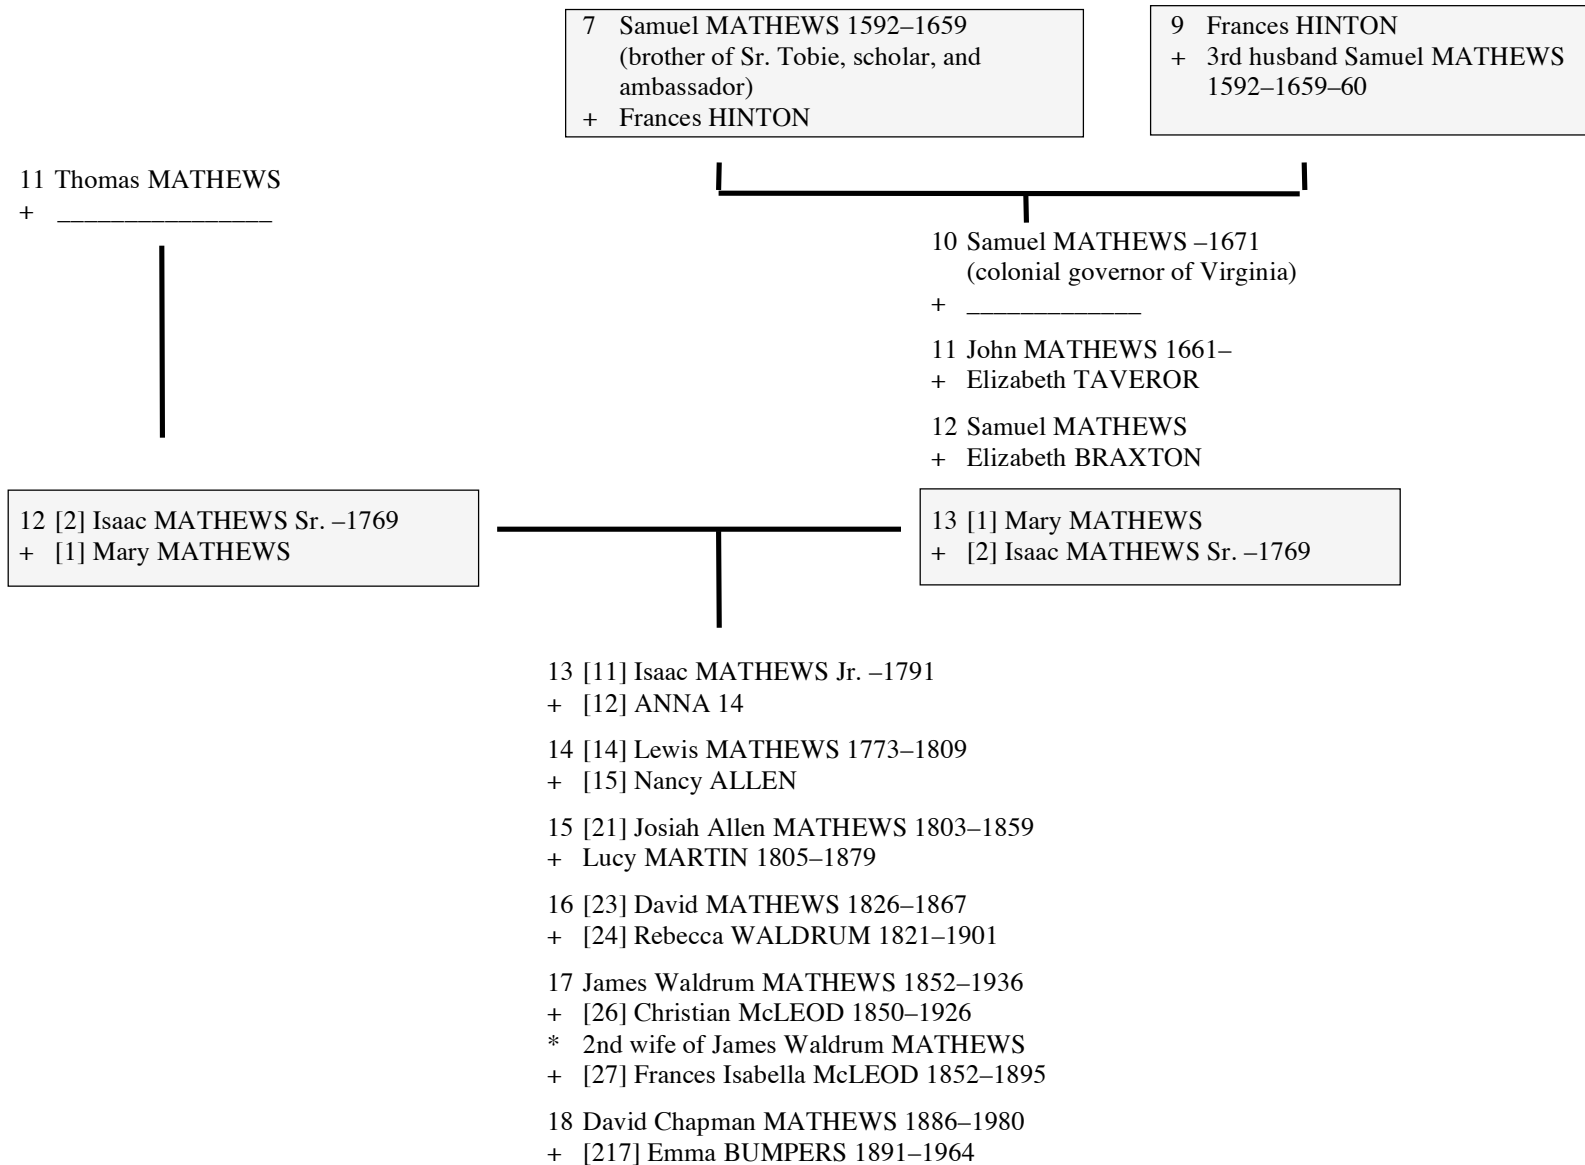 7 Samuel MATHEWS 1592–1659
(brother of Sr. Tobie, scholar, and
ambassador)
+ Frances HINTON
9 Frances HINTON
+ 3rd husband Samuel MATHEWS
1592–1659–60
11 Thomas MATHEWS
+ ________________
10 Samuel MATHEWS –1671
(colonial governor of Virginia)
+ _____________
11 John MATHEWS 1661–
+ Elizabeth TAVEROR
12 Samuel MATHEWS
+ Elizabeth BRAXTON
12 [2] Isaac MATHEWS Sr. –1769
+ [1] Mary MATHEWS
13 [1] Mary MATHEWS
+ [2] Isaac MATHEWS Sr. –1769
13 [11] Isaac MATHEWS Jr. –1791
+ [12] ANNA 14
14 [14] Lewis MATHEWS 1773–1809
+ [15] Nancy ALLEN
15 [21] Josiah Allen MATHEWS 1803–1859
+ Lucy MARTIN 1805–1879
16 [23] David MATHEWS 1826–1867
+ [24] Rebecca WALDRUM 1821–1901
17 James Waldrum MATHEWS 1852–1936
+ [26] Christian McLEOD 1850–1926
* 2nd wife of James Waldrum MATHEWS
+ [27] Frances Isabella McLEOD 1852–1895
18 David Chapman MATHEWS 1886–1980
+ [217] Emma BUMPERS 1891–1964